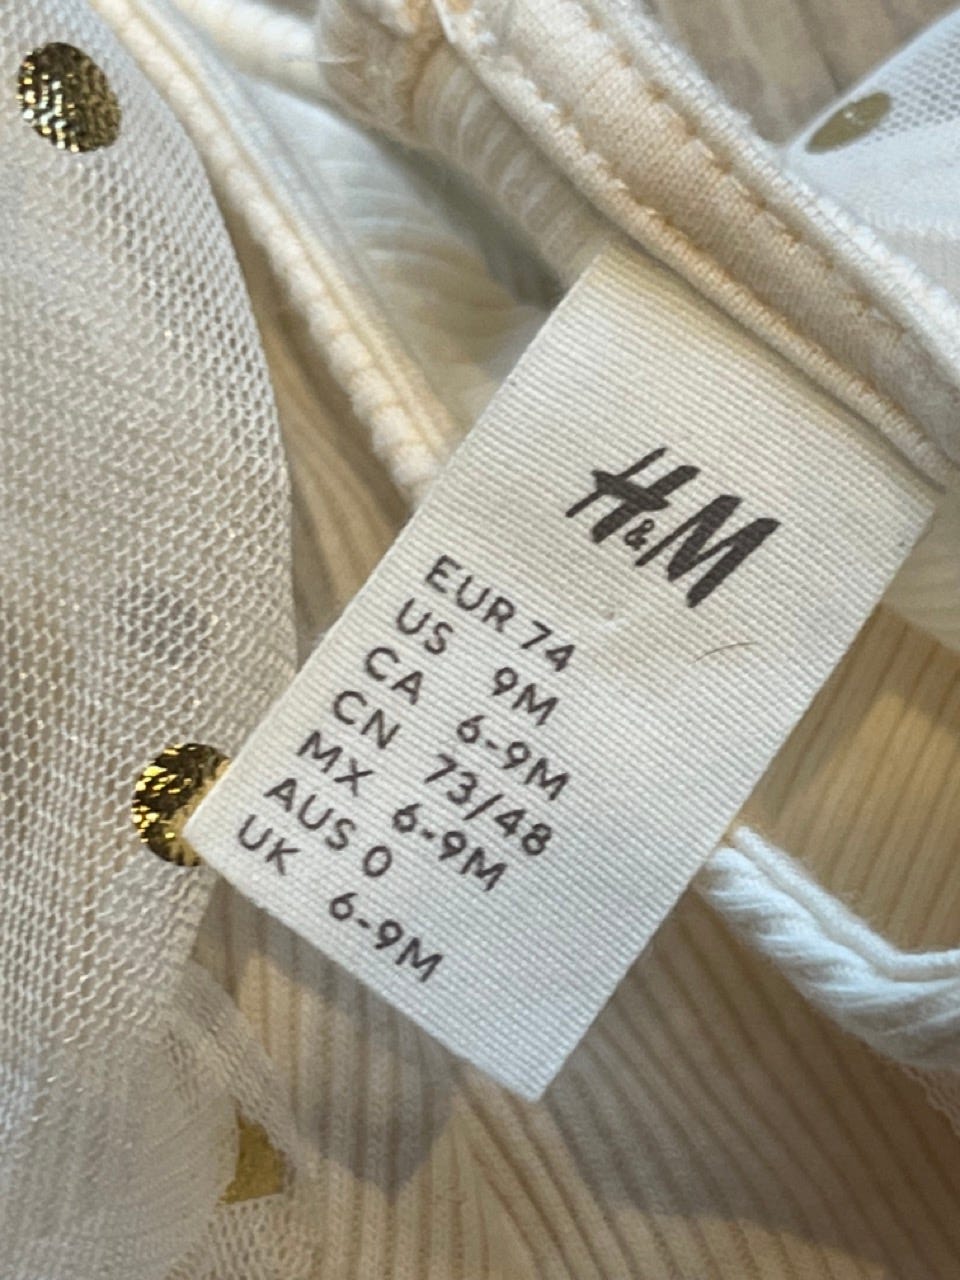 H&M
EUR 74
US 9M
CA 6-9M
CN 73/48
MX 6-9M
AUS 0
UK 6-9M